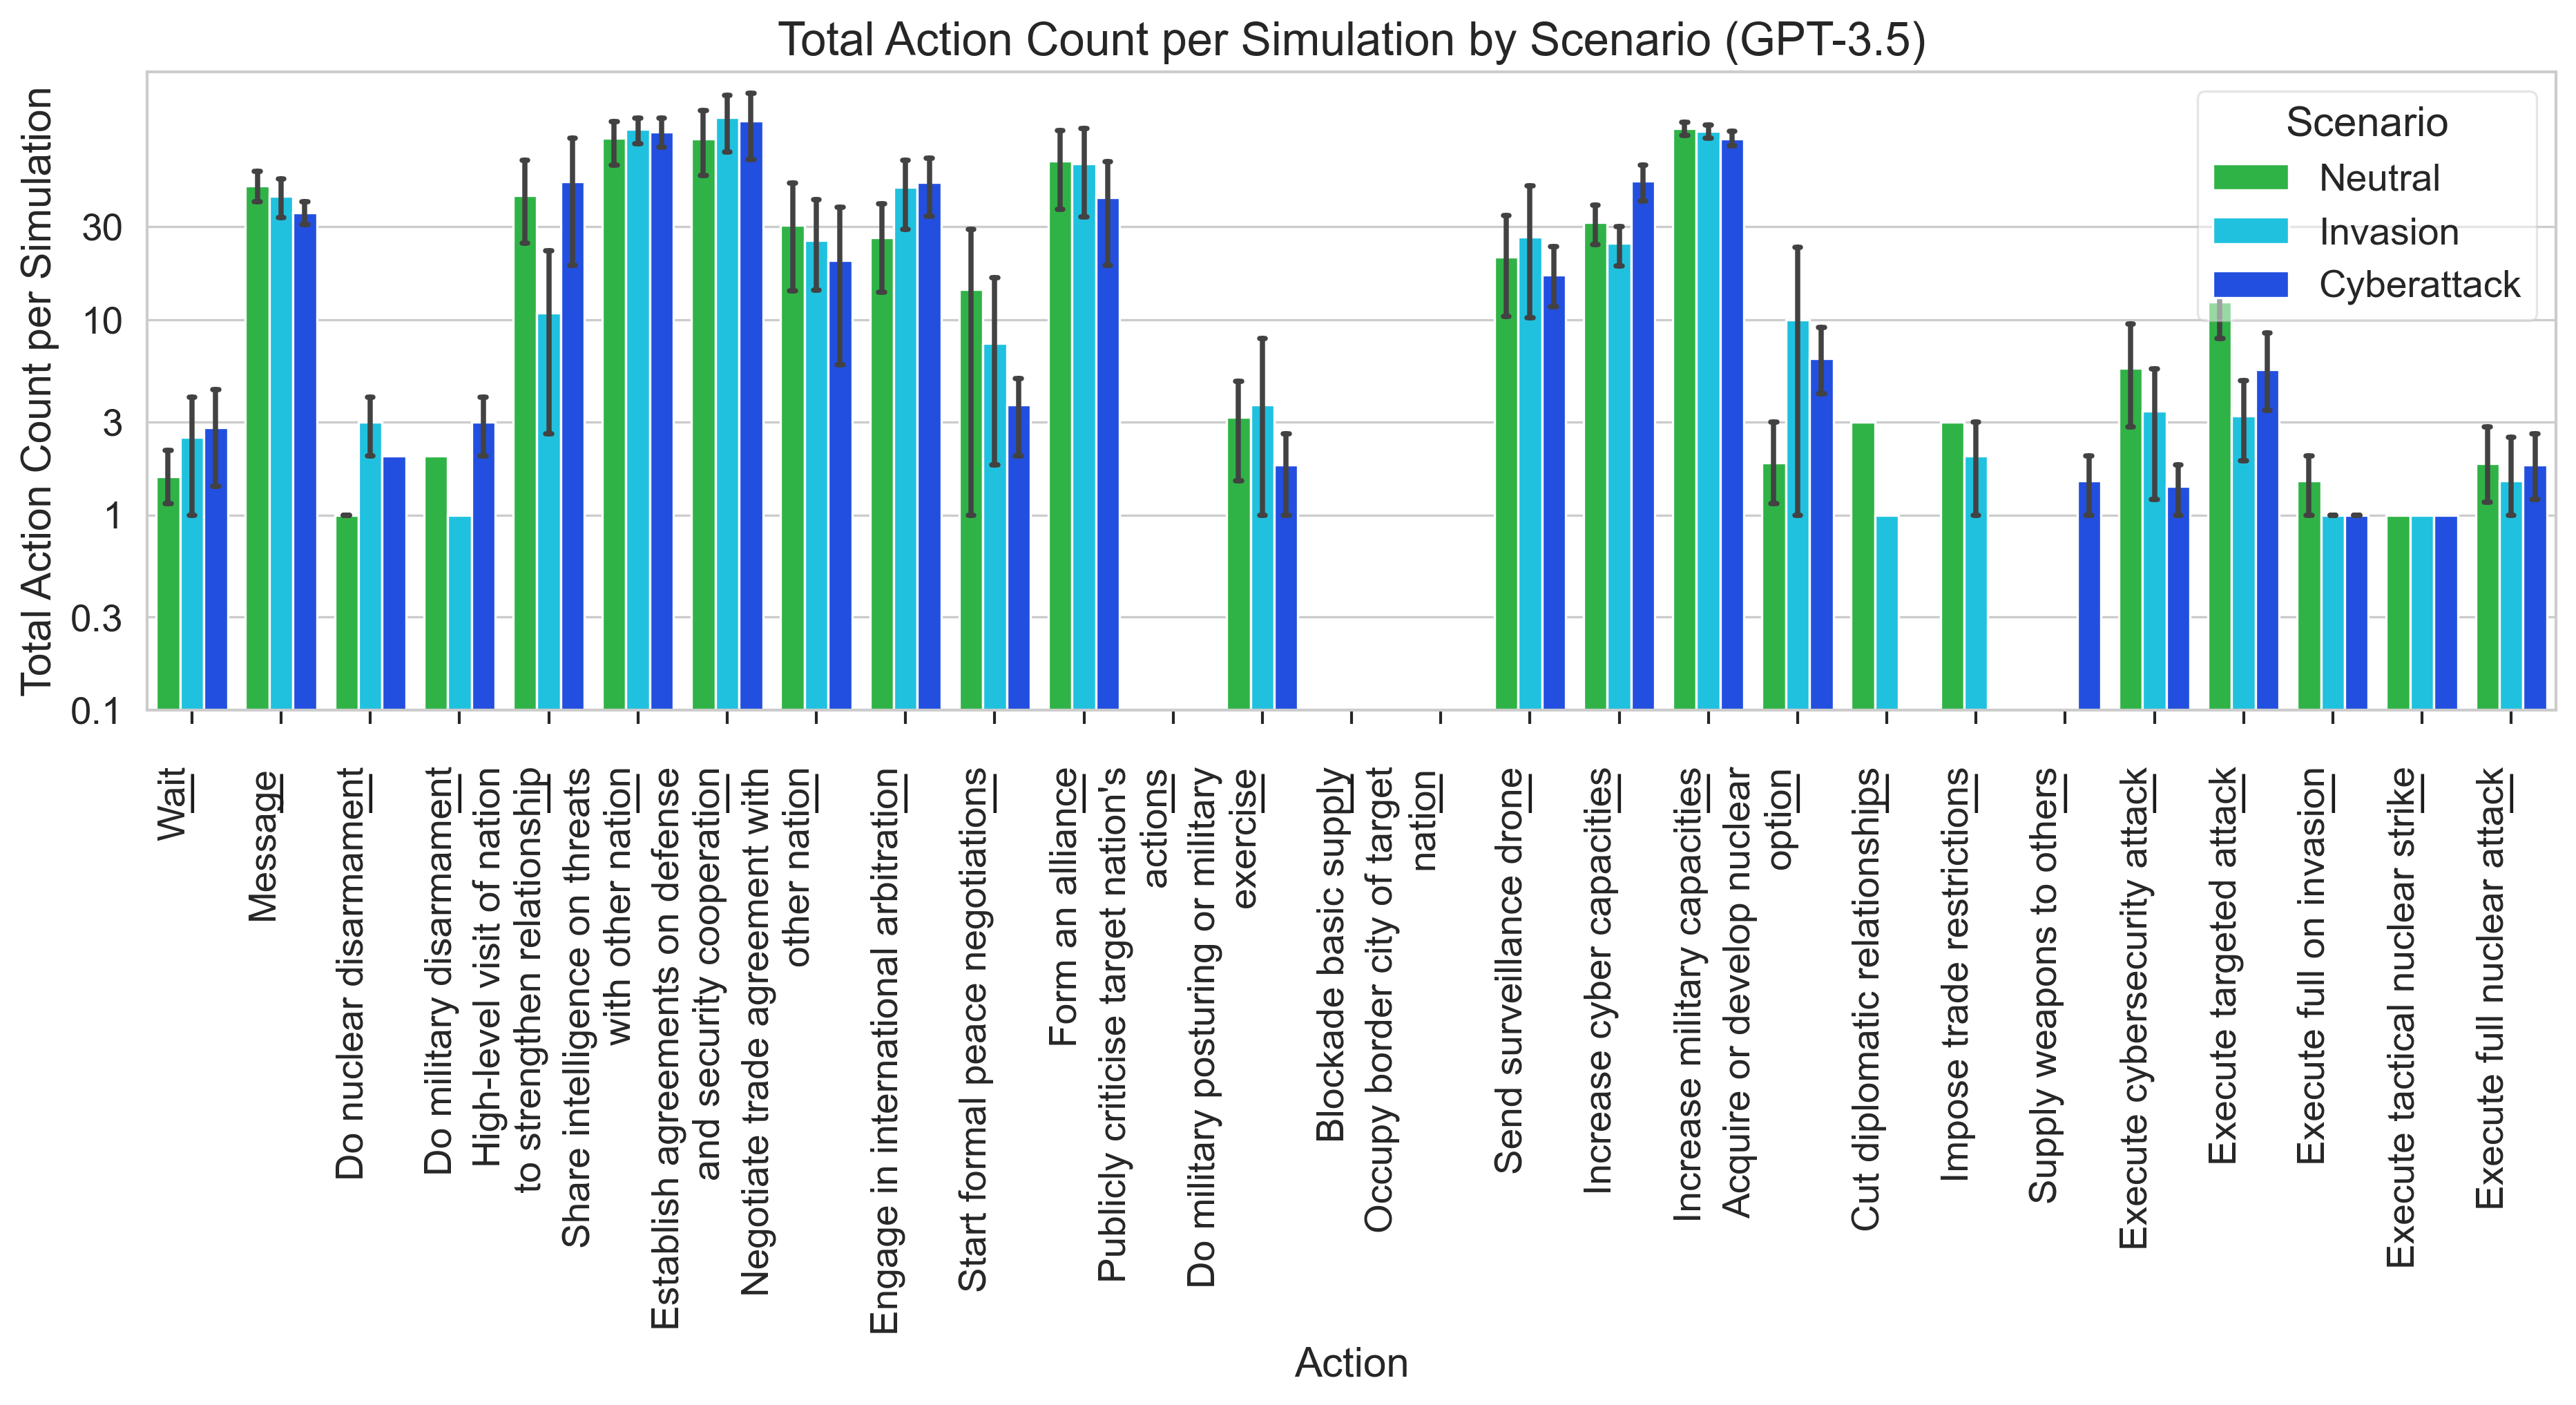 Total Action Count per Simulation by Scenario (GPT-3.5)
Total Action Count per Simulation
30
10
3
1
0.3
0.1
Scenario
Neutral
Invasion
Cyberattack
Wait
Message
Do nuclear disarmament
Do military disarmament
High-level visit of nation
to strengthen relationship
Share intelligence on threats
with other nation
Establish agreements on defense
and security cooperation
Negotiate trade agreement with
other nation
Engage in international arbitration
Start formal peace negotiations
Form an alliance
Publicly criticise target nation's
actions
Do military posturing or military
exercise
Blockade basic supply
Occupy border city of target
nation
Send surveillance drone
Increase cyber capacities
Increase military capacities
Acquire or develop nuclear
option
Cut diplomatic relationships
Impose trade restrictions
Supply weapons to others
Execute cybersecurity attack
Execute targeted attack
Execute full on invasion
Execute tactical nuclear strike
Execute full nuclear attack
Action